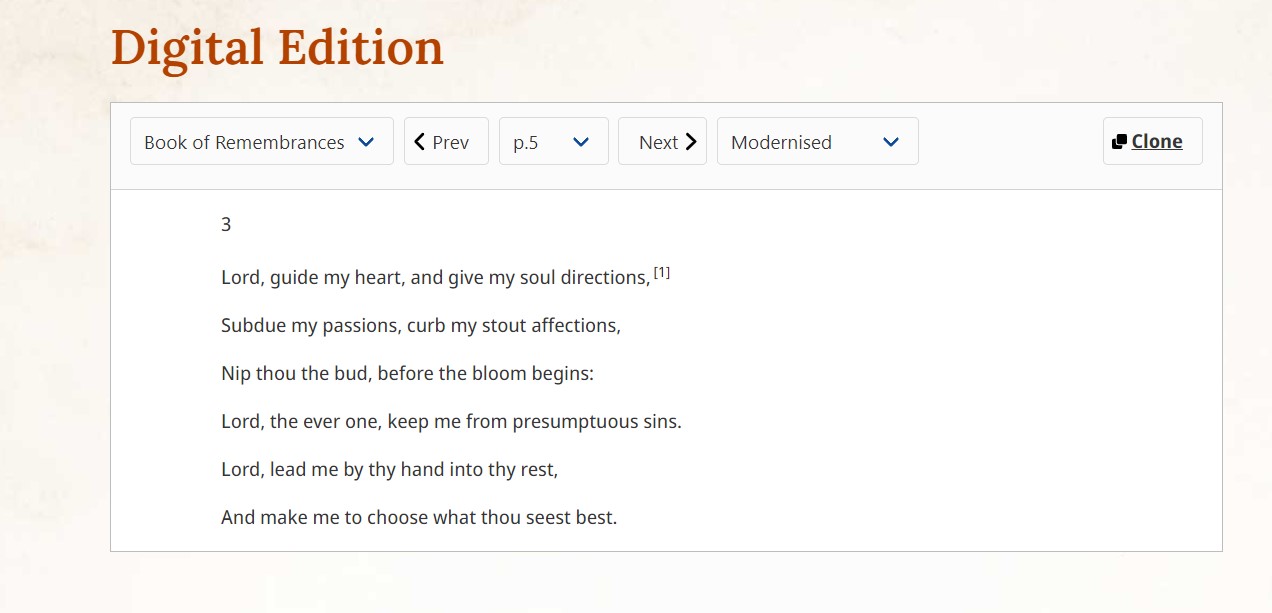 Digital Edition
Book of Remembrances Prev p.5 Next Modernised Clone
3
Lord, guide my heart, and give my soul directions, [1]
Subdue my passions, curb my stout affections,
Nip thou the bud, before the bloom begins:
Lord, the ever one, keep me from presumptuous sins.
Lord, lead me by thy hand into thy rest,
And make me to choose what thou seest best.